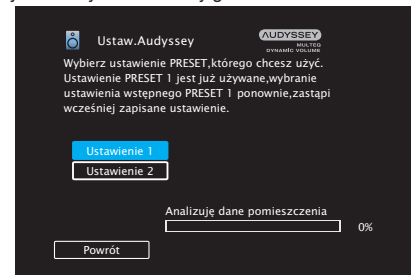 Ustaw.Audyssey
AUDYSSEY
MULTEQ
DYNAMIC VOLUME
Wybierz ustawienie PRESET,którego chcesz użyć.
Ustawienie PRESET 1 jest już używane,wybranie
ustawienia wstępnego PRESET 1 ponownie,zastąpi
wcześniej zapisane ustawienie.
Ustawienie 1
Ustawienie 2
Analizuję dane pomieszczenia
0%
Powrót